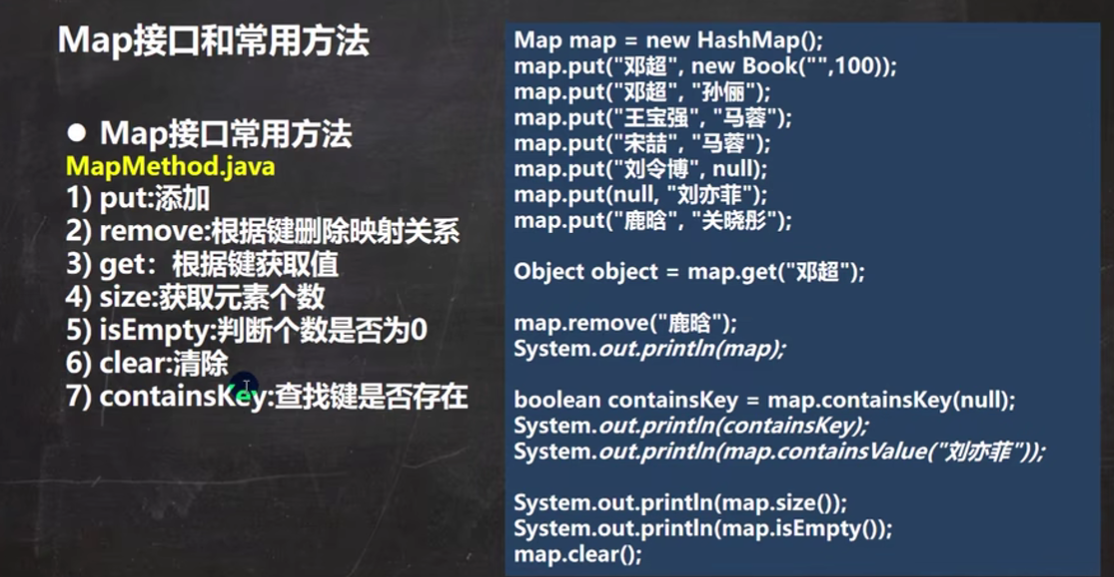 Map接口和常用方法
● Map接口常用方法
MapMethod.java
1) put:添加
2) remove:根据键删除映射关系
3) get：根据键获取值
4) size:获取元素个数
5) isEmpty:判断个数是否为0
6) clear:清除
7) containsKey:查找键是否存在
Map map = new HashMap();
map.put("邓超", new Book("",100));
map.put("邓超", "孙俪");
map.put("王宝强", "马蓉");
map.put("宋喆", "马蓉");
map.put("刘令博", null);
map.put(null, "刘亦菲");
map.put("鹿晗", "关晓彤");
Object object = map.get("邓超");
map.remove("鹿晗");
System.out.println(map);
boolean containsKey = map.containsKey(null);
System.out.println(containsKey);
System.out.println(map.containsValue("刘亦菲"));
System.out.println(map.size());
System.out.println(map.isEmpty());
map.clear();